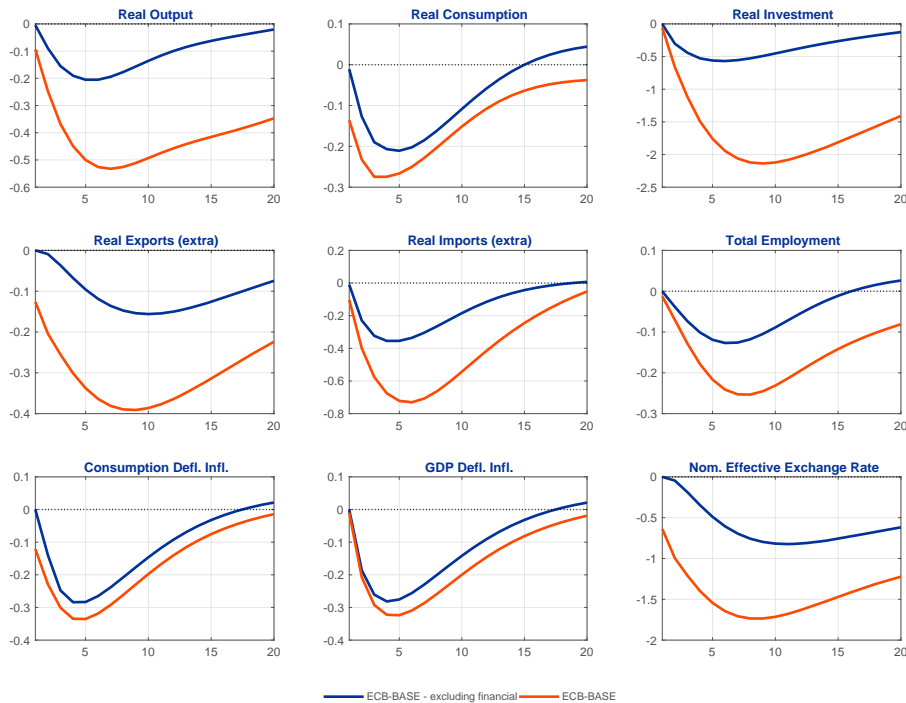 Real Output
0
-0.1
-0.2
-0.3
-0.4
-0.5
-0.6
5 10 15 20
Real Consumption
0.1
0
-0.1
-0.2
-0.3
5 10 15 20
Real Investment
0
-0.5
-1
-1.5
-2
-2.5
5 10 15 20
Real Exports (extra)
0
-0.1
-0.2
-0.3
-0.4
5 10 15 20
Real Imports (extra)
0.2
0
-0.2
-0.4
-0.6
-0.8
5 10 15 20
Total Employment
0.1
0
-0.1
-0.2
-0.3
5 10 15 20
Consumption Defl. Infl.
0.1
0
-0.1
-0.2
-0.3
-0.4
5 10 15 20
GDP Defl. Infl.
0.1
0
-0.1
-0.2
-0.3
-0.4
5 10 15 20
Nom. Effective Exchange Rate
0
-0.5
-1
-1.5
-2
5 10 15 20
ECB-BASE - excluding financial ECB-BASE